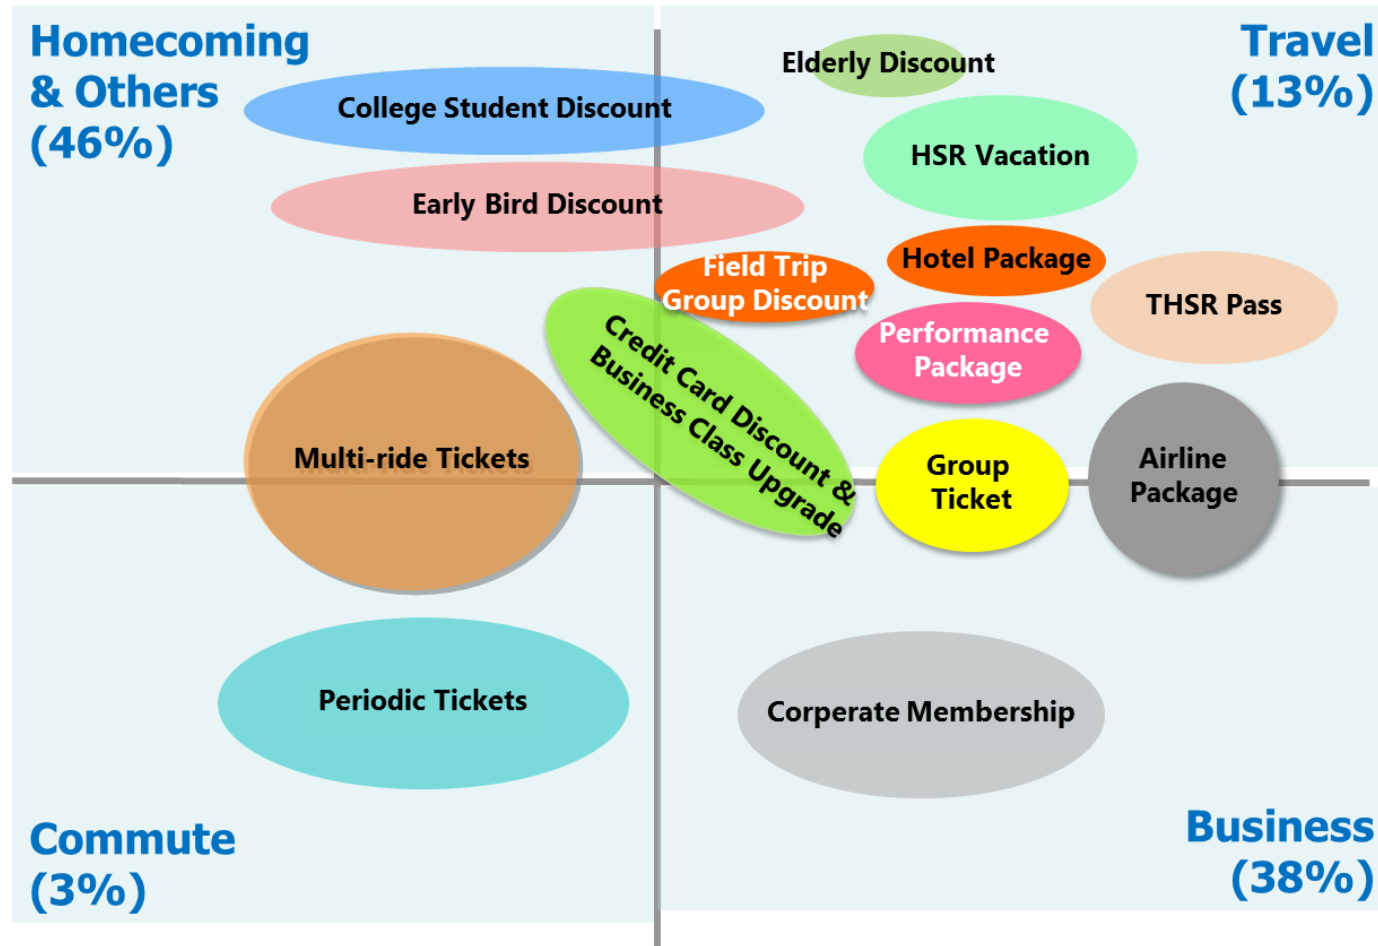 Homecoming
& Others
(46%)
Travel
(13%)
Elderly Discount
College Student Discount
HSR Vacation
Early Bird Discount
Field Trip
Group Discount
Hotel Package
THSR Pass
Performance
Package
Credit Card Discount &
Business Class Upgrade
Multi-ride Tickets
Group
Ticket
Airline
Package
Periodic Tickets
Corperate Membership
Commute
(3%)
Business
(38%)